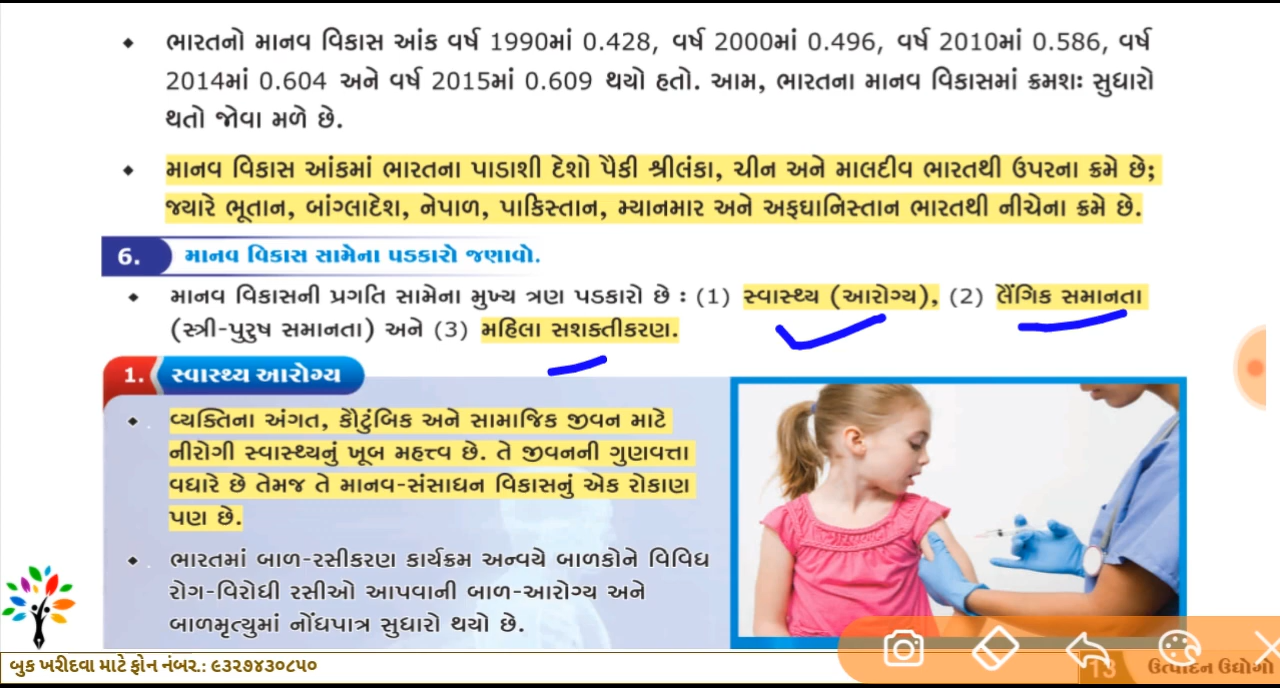 ભારતનો માનવ વિકાસ આંક વર્ષ 1990માં 0.428, વર્ષ 2000માં 0.496, વર્ષ 2010માં 0.586, વર્ષ
2014માં 0.604 અને વર્ષ 2015માં 0.609 થયો હતો. આમ, ભારતના માનવ વિકાસમાં ક્રમશઃ સુધારો
થતો જોવા મળે છે.
માનવ વિકાસ આંકમાં ભારતના પાડાશી દેશો પૈકી શ્રીલંકા, ચીન અને માલદીવ ભારતથી ઉપરના ક્રમે છે;
જ્યારે ભૂતાન, બાંગ્લાદેશ, નેપાળ, પાકિસ્તાન, મ્યાનમાર અને અફઘાનિસ્તાન ભારતથી નીચેના ક્રમે છે.
6. માનવ વિકાસ સામેના પડકારો જણાવો.
માનવ વિકાસની પ્રગતિ સામેના મુખ્ય ત્રણ પડકારો છે : (1) સ્વાસ્થ્ય (આરોગ્ય), (2) લૈંગિક સમાનતા
(સ્ત્રી-પુરુષ સમાનતા) અને (3) મહિલા સશક્તીકરણ.
1. સ્વાસ્થ્ય આરોગ્ય
વ્યક્તિના અંગત, કૌટુંબિક અને સામાજિક જીવન માટે
નીરોગી સ્વાસ્થ્યનું ખૂબ મહત્ત્વ છે. તે જીવનની ગુણવત્તા
વધારે છે તેમજ તે માનવ-સંસાધન વિકાસનું એક રોકાણ
પણ છે.
ભારતમાં બાળ-રસીકરણ કાર્યક્રમ અન્વયે બાળકોને વિવિધ
રોગ-વિરોધી રસીઓ આપવાની બાળ-આરોગ્ય અને
બાળમૃત્યુમાં નોંધપાત્ર સુધારો થયો છે.
બુક ખરીદવા માટે ફોન નંબર.: ૯૩૨૭૪૩૦૮૫૦
13 ઉત્પાદન ઉદ્યોગો